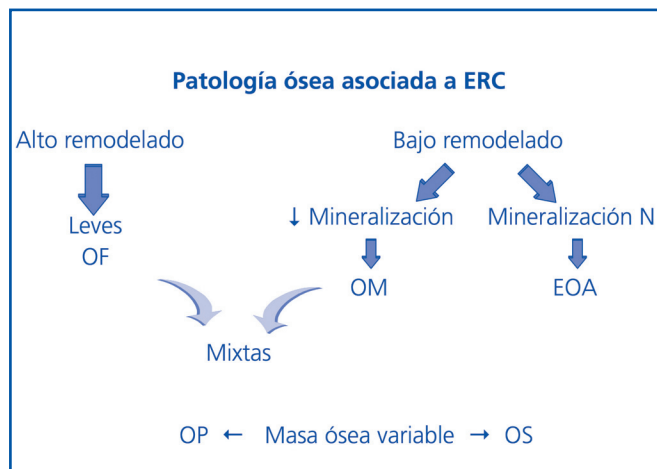 Patología ósea asociada a ERC
Alto remodelado
Bajo remodelado
Leves
OF
↓ Mineralización
Mineralización N
OM
EOA
Mixtas
OP ← Masa ósea variable → OS